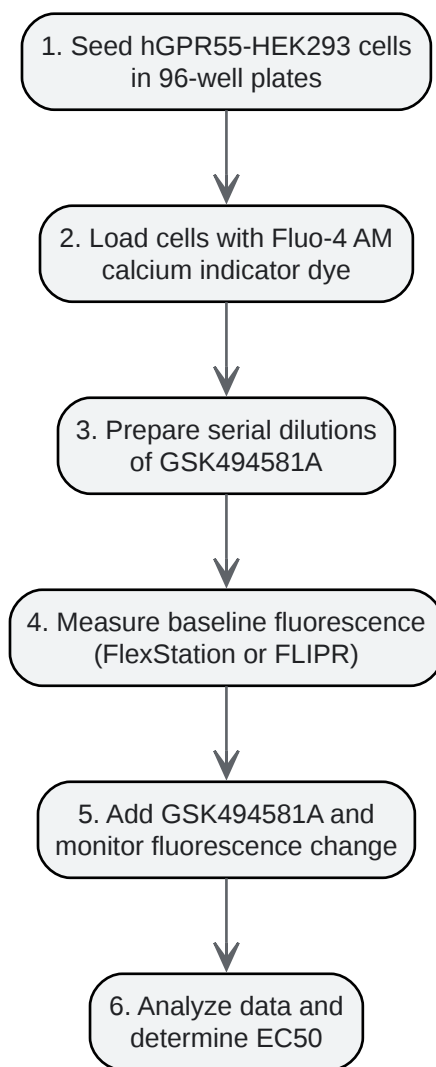 1. Seed hGPR55-HEK293 cells
in 96-well plates
2. Load cells with Fluo-4 AM
calcium indicator dye
3. Prepare serial dilutions
of GSK494581A
4. Measure baseline fluorescence
(FlexStation or FLIPR)
5. Add GSK494581A and
monitor fluorescence change
6. Analyze data and
determine EC50